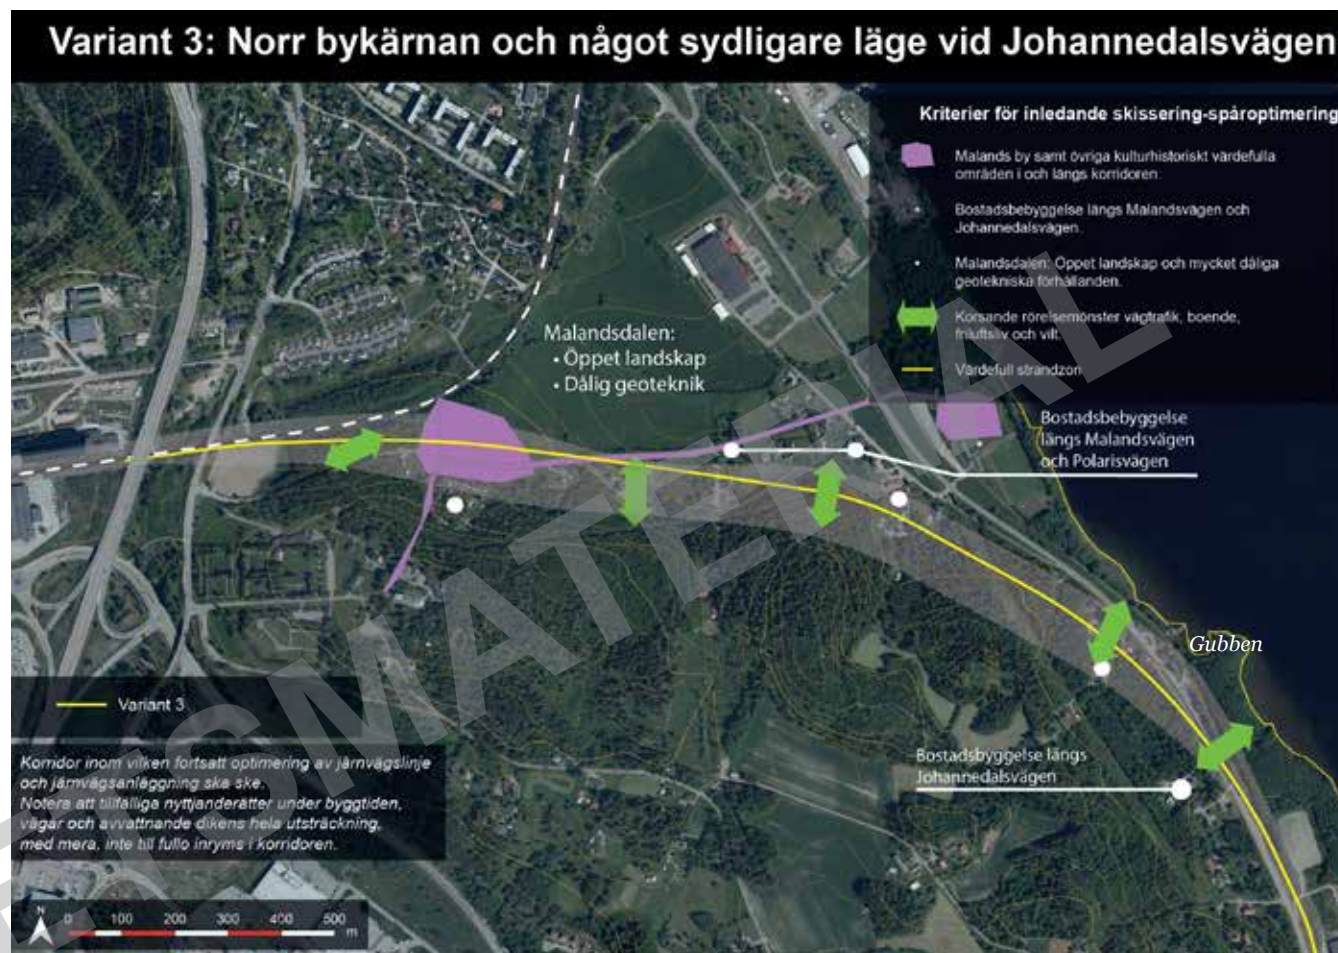 Variant 3: Norr bykärnan och något sydligare läge vid Johannedalsvägen
Kriterier för inledande skissering-spåroptimering
Malands by samt övriga kulturhistoriskt värdefulla
områden i och längs korridoren.
Bostadsbebyggelse längs Malandsvägen och
Johannedalsvägen.
Malandsdalen: Öppet landskap och mycket dåliga
geotekniska förhållanden.
Korsande rörelsemönster vägtrafik, boende,
friluftsliv och vilt.
Värdefull strandzon
Malandsdalen:
• Öppet landskap
• Dålig geoteknik
Bostadsbebyggelse
längs Malandsvägen
och Polarisvägen
Gubben
Bostadsbyggelse längs
Johannedalsvägen
Variant 3
Korridor inom vilken fortsatt optimering av järnvägslinje
och järnvägsanläggning ska ske.
Notera att tillfälliga nyttjanderätter under byggtiden,
vägar och avvattnande dikens hela utsträckning,
med mera, inte till fullo inryms i korridoren.
N
0 100 200 300 400 500
m
ELSMATERIAL